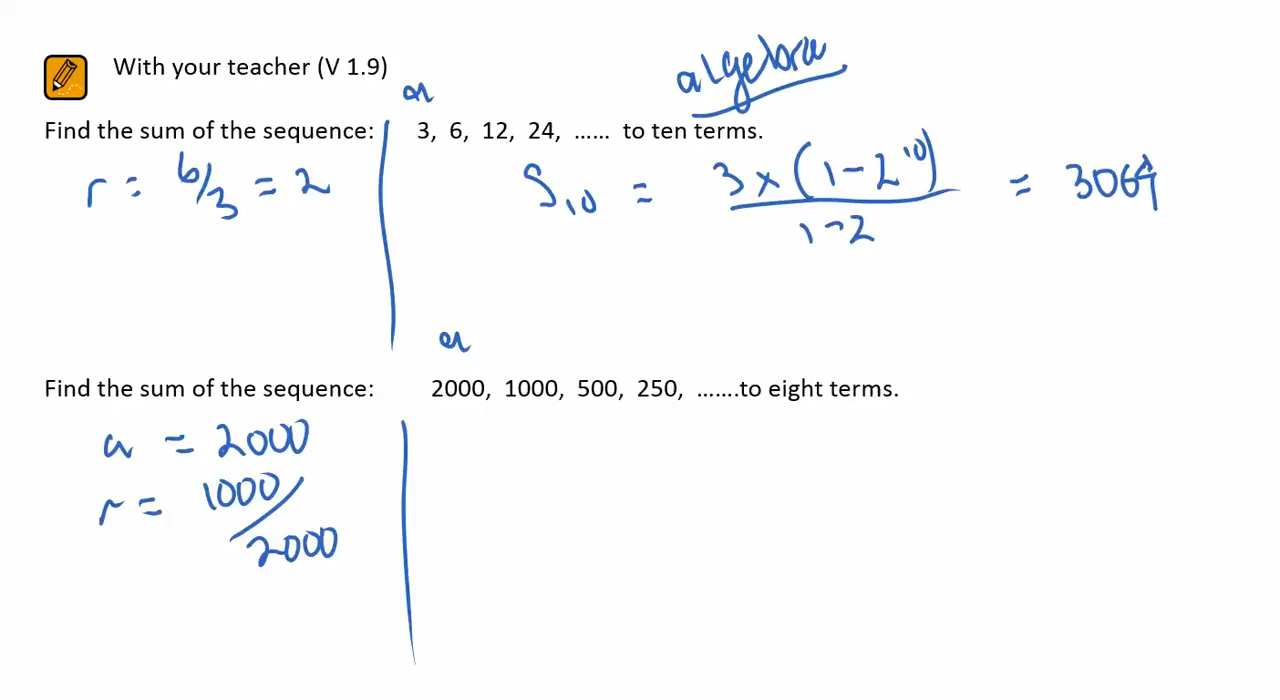 With your teacher (V 1.9)
algebra
a
Find the sum of the sequence: 3, 6, 12, 24, ...... to ten terms.
r = 6/3 = 2
S10 = 3 × (1 - 2^10) / 1 - 2 = 3069
a
Find the sum of the sequence: 2000, 1000, 500, 250, .......to eight terms.
a = 2000
r = 1000/2000